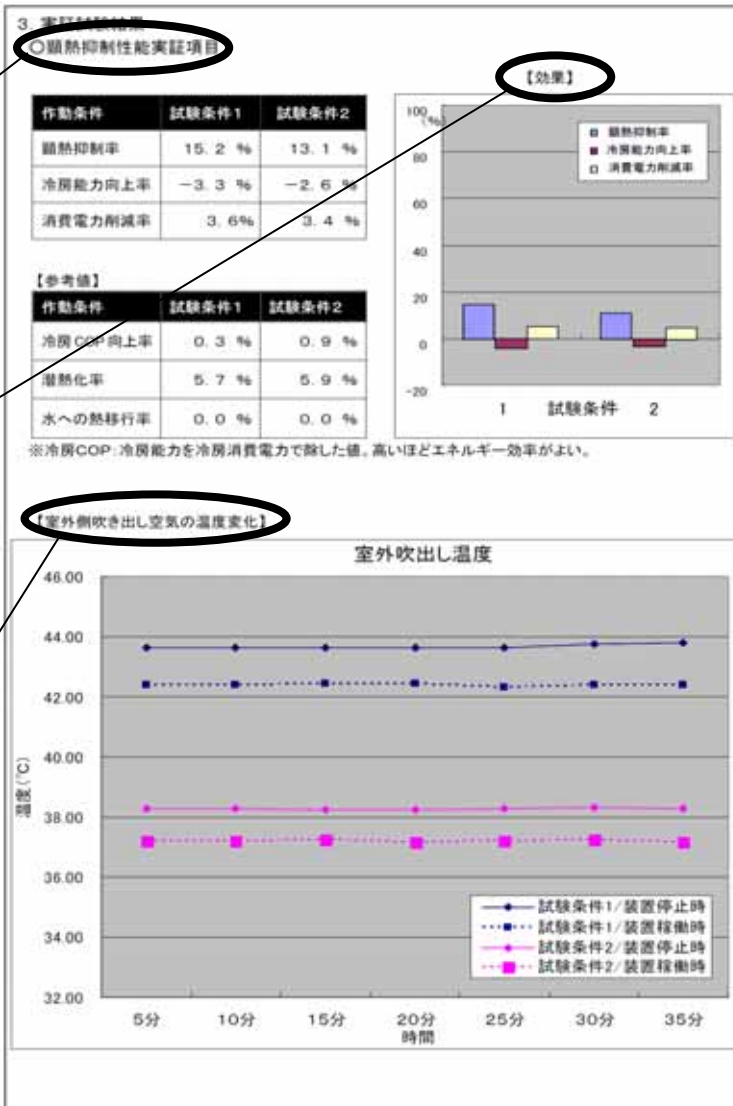 3. 実証試験結果
〇顕熱抑制性能実証項目
作動条件 試験条件1 試験条件2
顕熱抑制率 15.2 % 13.1 %
冷房能力向上率 -3.3 % -2.6 %
消費電力削減率 3.6% 3.4 %
【参考値】
作動条件 試験条件1 試験条件2
冷房COP向上率 0.3 % 0.9 %
潜熱化率 5.7 % 5.9 %
水への熱移行率 0.0 % 0.0 %
【効果】
(%)
100
80
60
40
20
0
-20
顕熱抑制率
冷房能力向上率
消費電力削減率
1 試験条件 2
※冷房COP:冷房能力を冷房消費電力で除した値。高いほどエネルギー効率がよい。
【室外側吹き出し空気の温度変化】
室外吹出し温度
温度(℃)
46.00
44.00
42.00
40.00
38.00
36.00
34.00
32.00
試験条件1/装置停止時
試験条件1/装置稼働時
試験条件2/装置停止時
試験条件2/装置稼働時
5分 10分 15分 20分 25分 30分 35分
時間